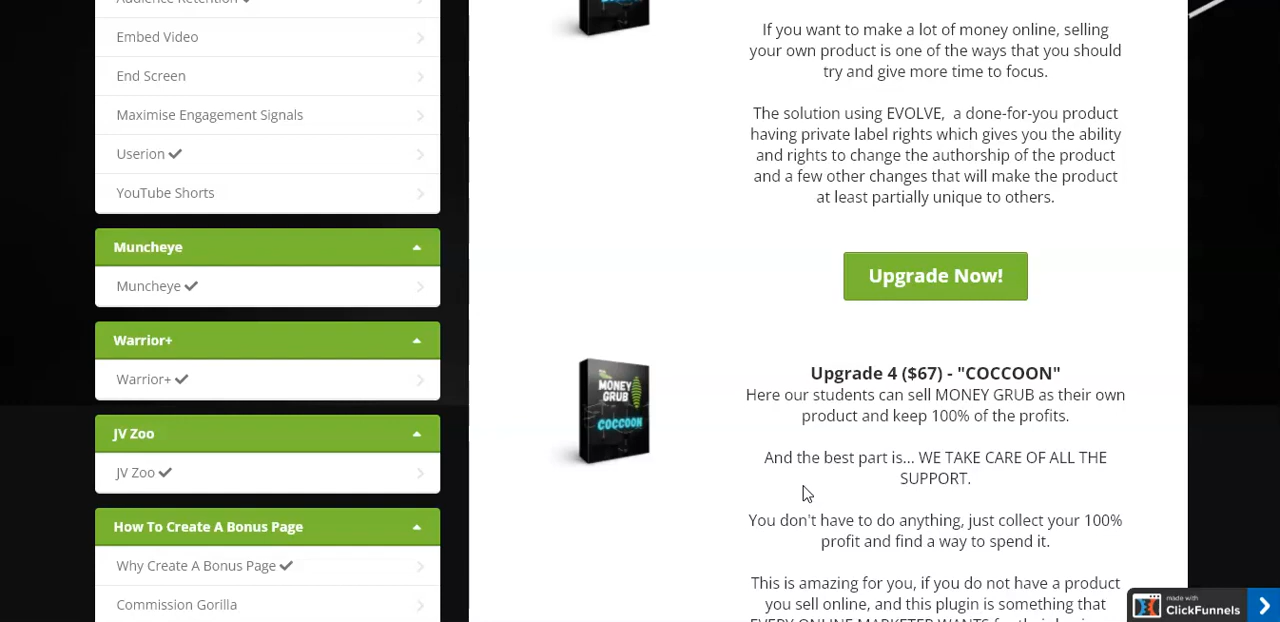 Audience Retention
Embed Video
End Screen
Maximise Engagement Signals
Userion
YouTube Shorts
Muncheye
Muncheye
Warrior+
Warrior+
JV Zoo
JV Zoo
How To Create A Bonus Page
Why Create A Bonus Page
Commission Gorilla
If you want to make a lot of money online, selling
your own product is one of the ways that you should
try and give more time to focus.
The solution using EVOLVE, a done-for-you product
having private label rights which gives you the ability
and rights to change the authorship of the product
and a few other changes that will make the product
at least partially unique to others.
Upgrade Now!
MONEY
GRUB
COCCOON
Upgrade 4 ($67) - "COCCOON"
Here our students can sell MONEY GRUB as their own
product and keep 100% of the profits.
And the best part is... WE TAKE CARE OF ALL THE
SUPPORT.
You don't have to do anything, just collect your 100%
profit and find a way to spend it.
This is amazing for you, if you do not have a product
you sell online, and this plugin is something that
EVERY ONLINE MARKETER WANTS for their
made with
ClickFunnels